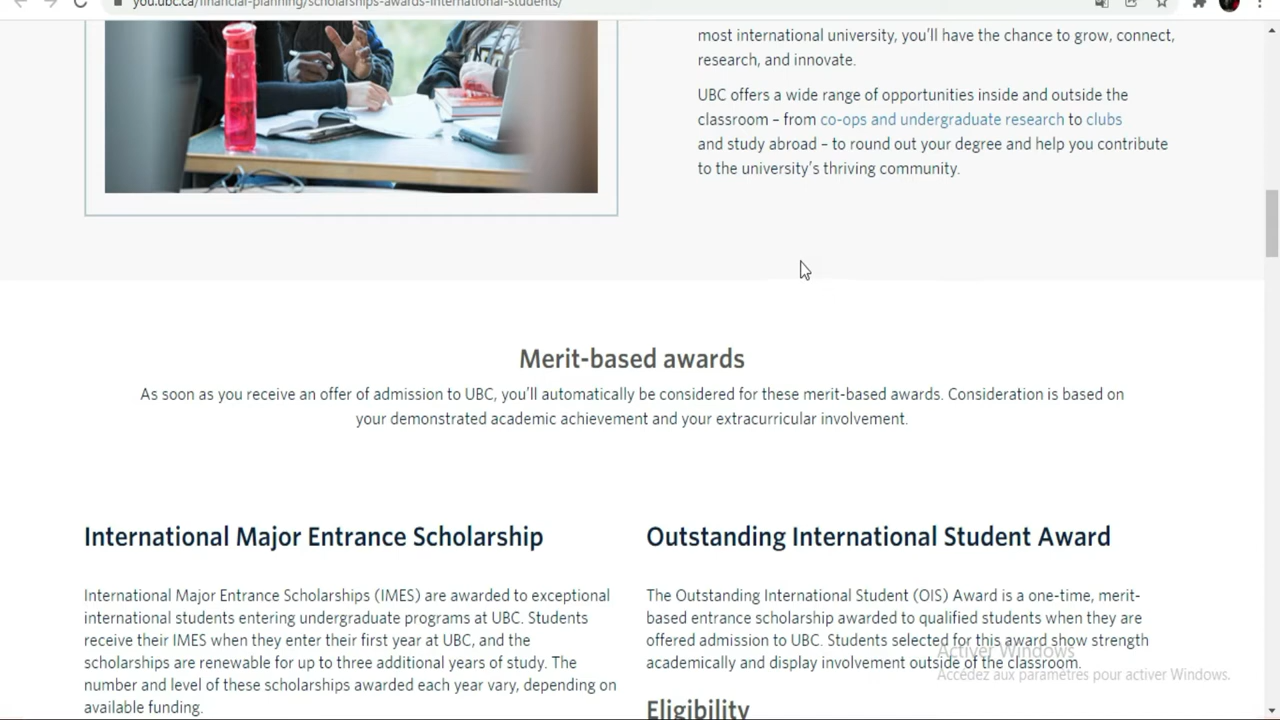 you.ubc.ca/financial-planning/scholarships-awards-international-students/
most international university, you’ll have the chance to grow, connect,
research, and innovate.
UBC offers a wide range of opportunities inside and outside the
classroom – from co-ops and undergraduate research to clubs
and study abroad – to round out your degree and help you contribute
to the university’s thriving community.
Merit-based awards
As soon as you receive an offer of admission to UBC, you’ll automatically be considered for these merit-based awards. Consideration is based on
your demonstrated academic achievement and your extracurricular involvement.
International Major Entrance Scholarship
International Major Entrance Scholarships (IMES) are awarded to exceptional
international students entering undergraduate programs at UBC. Students
receive their IMES when they enter their first year at UBC, and the
scholarships are renewable for up to three additional years of study. The
number and level of these scholarships awarded each year vary, depending on
available funding.
Outstanding International Student Award
The Outstanding International Student (OIS) Award is a one-time, merit-
based entrance scholarship awarded to qualified students when they are
offered admission to UBC. Students selected for this award show strength
academically and display involvement outside of the classroom.
Eligibility
Activer Windows
Accédez aux paramètres pour activer Windows.